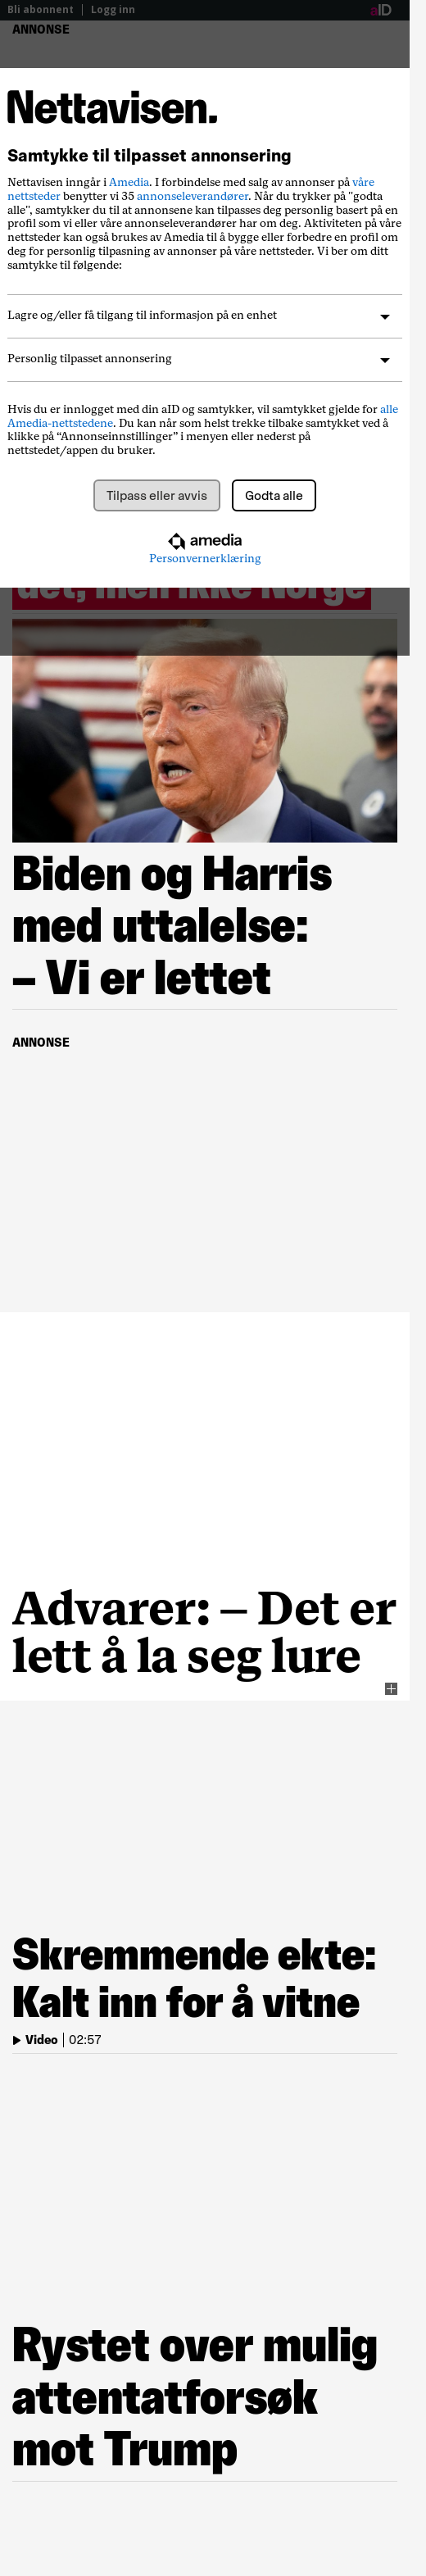 Bli abonnent
Logg inn
aID
ANNONSE
Nettavisen.
Samtykke til tilpasset annonsering
Nettavisen inngår i Amedia. I forbindelse med salg av annonser på våre
nettsteder benytter vi 35 annonseleverandører. Når du trykker på "godta
alle", samtykker du til at annonsene kan tilpasses deg personlig basert på en
profil som vi eller våre annonseleverandører har om deg. Aktiviteten på våre
nettsteder kan også brukes av Amedia til å bygge eller forbedre en profil om
deg for personlig tilpasning av annonser på våre nettsteder. Vi ber om ditt
samtykke til følgende:
Lagre og/eller få tilgang til informasjon på en enhet
Personlig tilpasset annonsering
Hvis du er innlogget med din aID og samtykker, vil samtykket gjelde for alle
Amedia-nettstedene. Du kan når som helst trekke tilbake samtykket ved å
klikke på “Annonseinnstillinger” i menyen eller nederst på
nettstedet/appen du bruker.
Tilpass eller avvis
Godta alle
amedia
Personvernerklæring
det, men ikke Norge
Biden og Harris
med uttalelse:
– Vi er lettet
ANNONSE
Advarer: – Det er
lett å la seg lure
Skremmende ekte:
Kalt inn for å vitne
Video | 02:57
Rystet over mulig
attentatforsøk
mot Trump